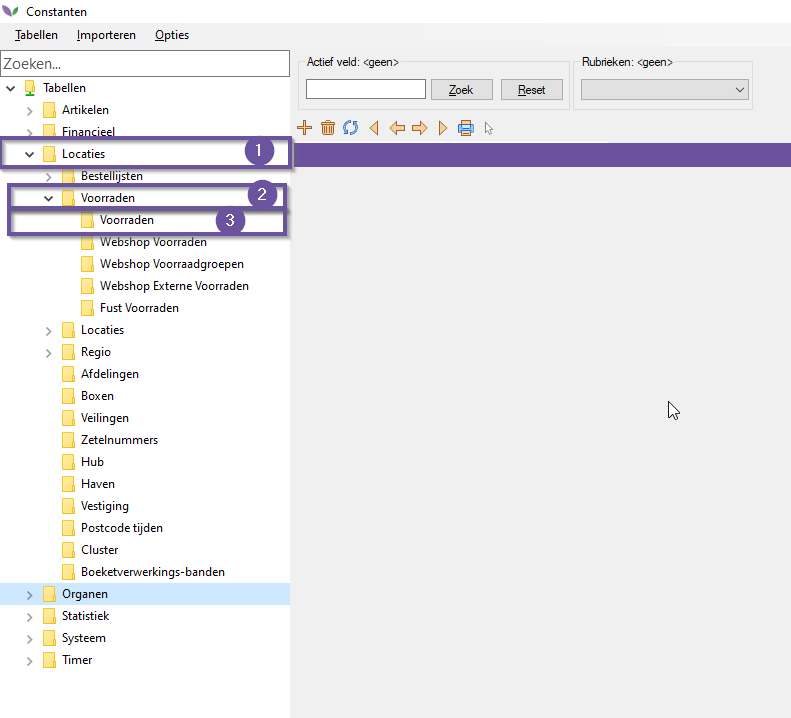 Constanten
Tabellen Importeren Opties
Zoeken...
Actief veld: <geen>
Rubrieken: <geen>
Zoek Reset
Tabellen
Artikelen
Financieel
Locaties 1
Bestellijsten
Voorraden 2
Voorraden 3
Webshop Voorraden
Webshop Voorraadgroepen
Webshop Externe Voorraden
Fust Voorraden
Locaties
Regio
Afdelingen
Boxen
Veilingen
Zetelnummers
Hub
Haven
Vestiging
Postcode tijden
Cluster
Boeketverwerkings-banden
Organen
Statistiek
Systeem
Timer